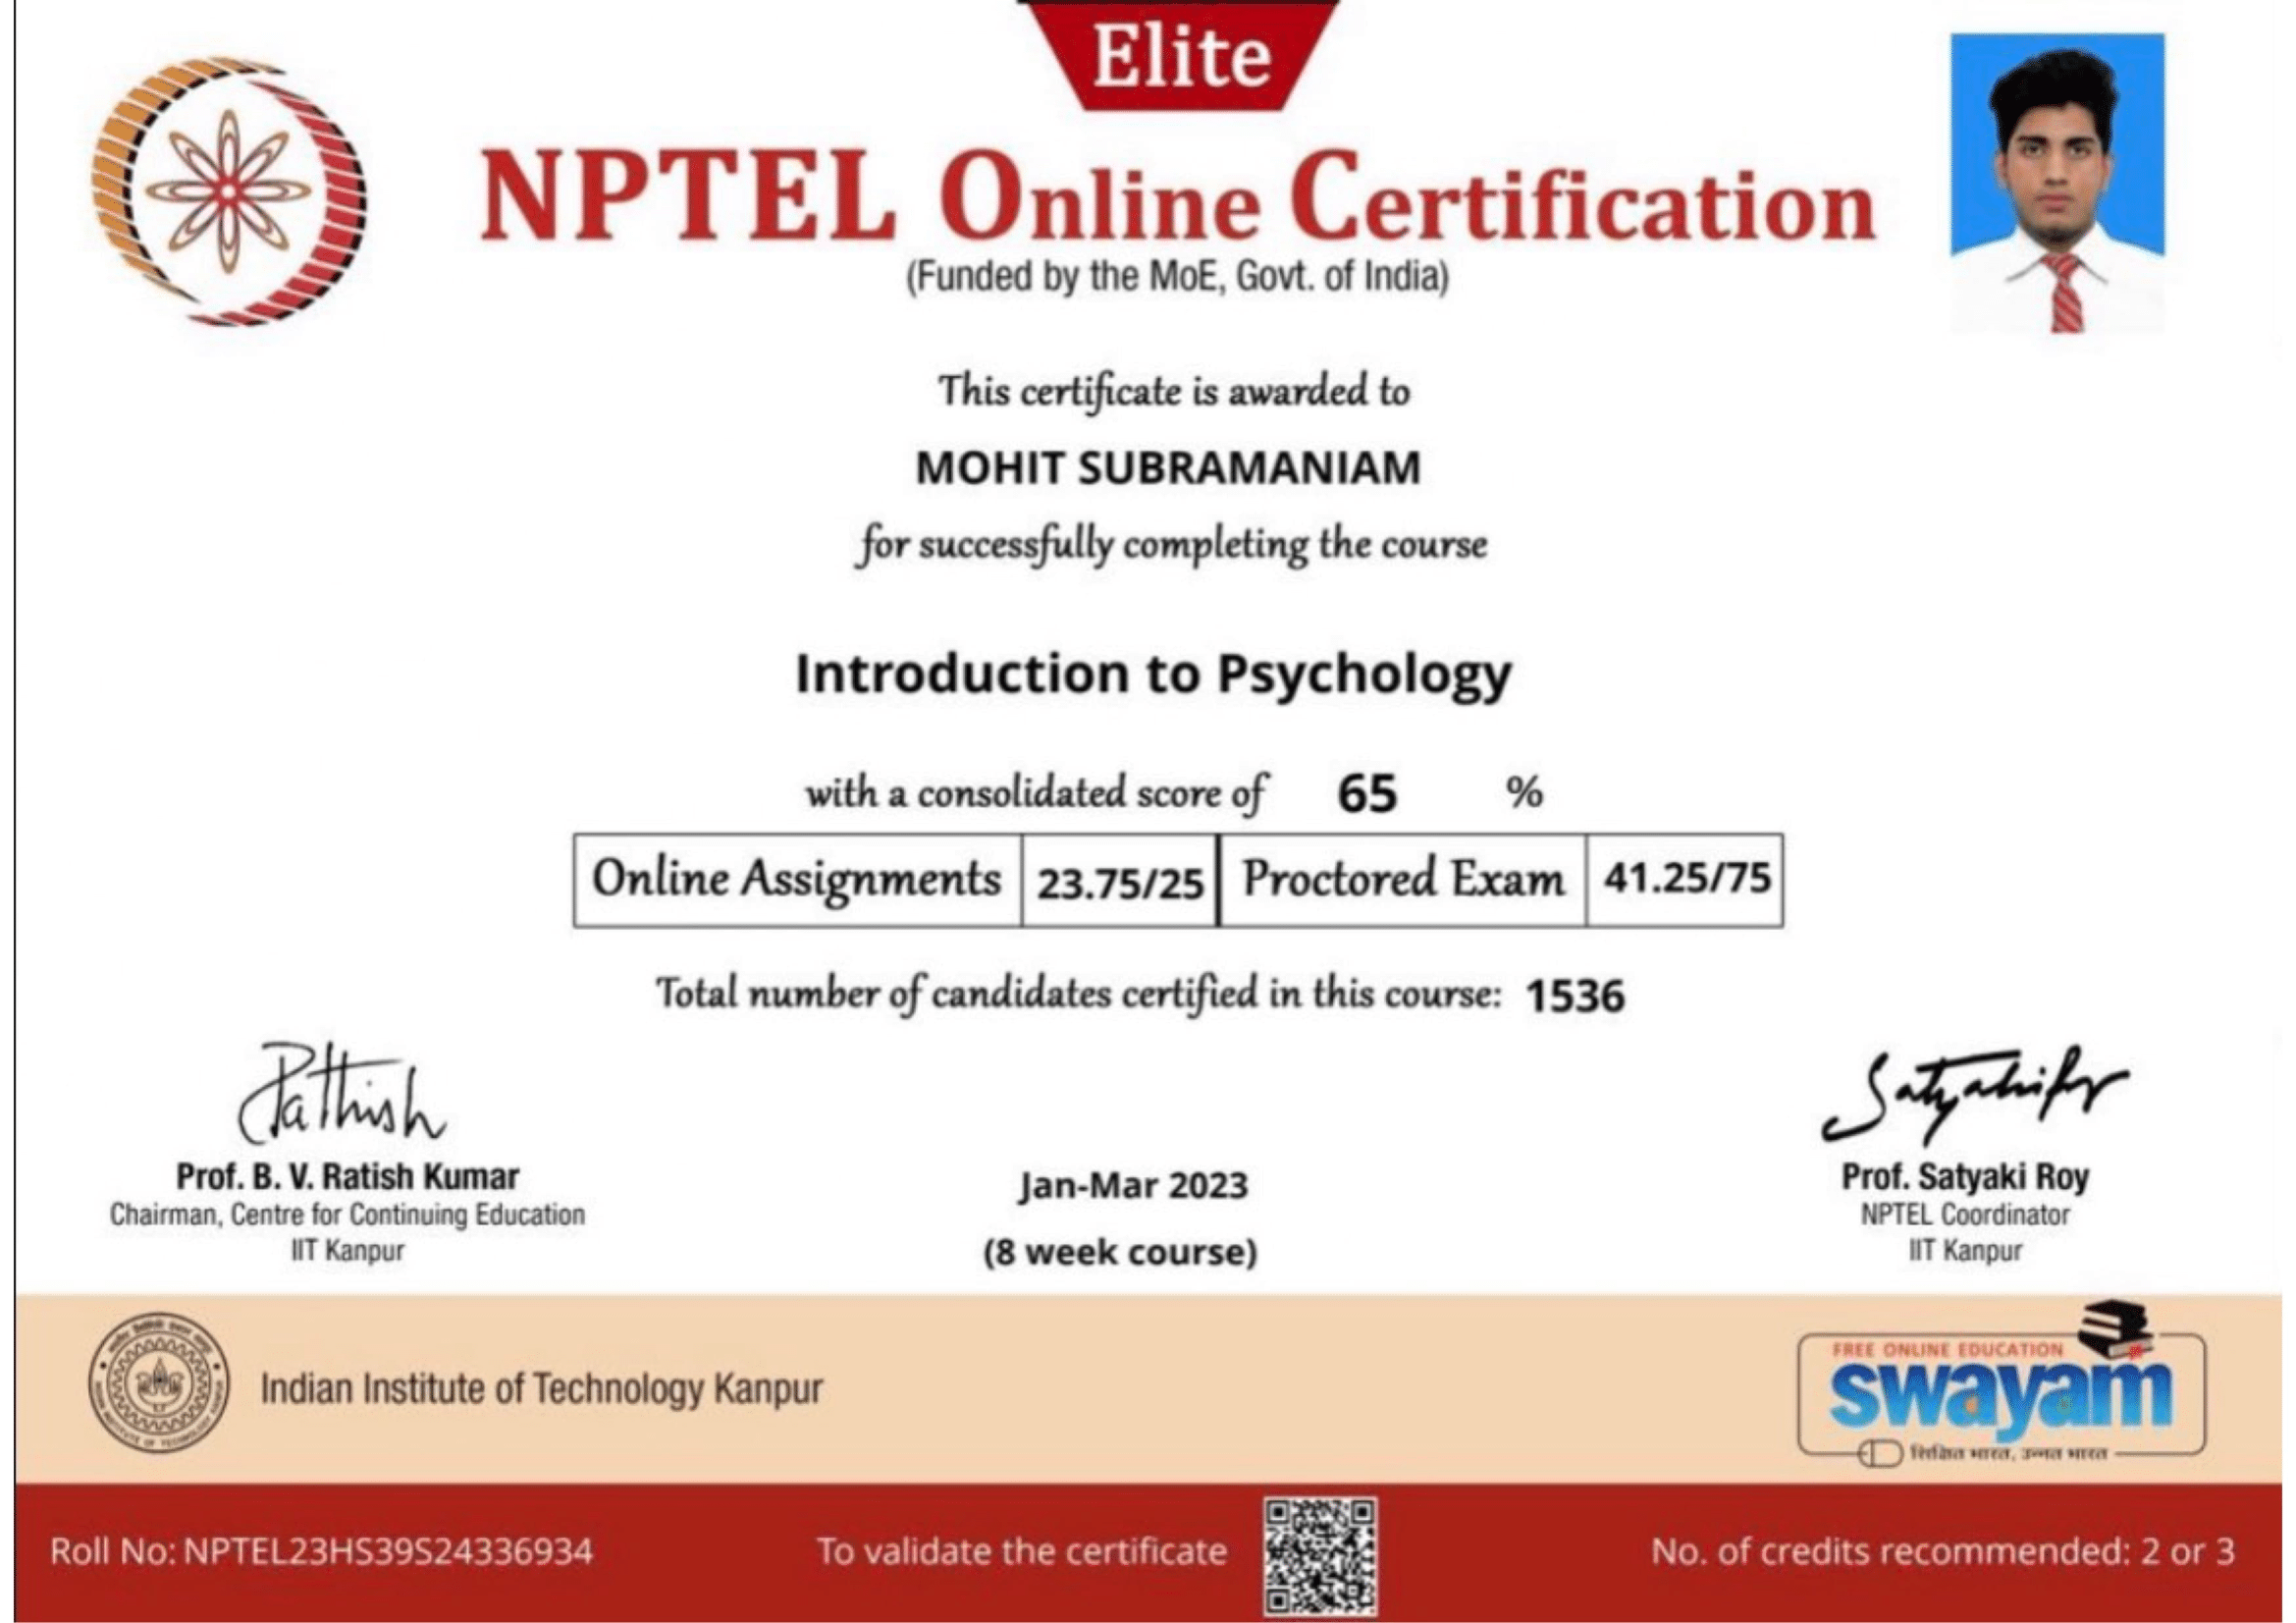 Elite
NPTEL Online Certification
(Funded by the MoE, Govt. of India)
This certificate is awarded to
MOHIT SUBRAMANIAM
for successfully completing the course
Introduction to Psychology
with a consolidated score of 65 %
Online Assignments 23.75/25 Proctored Exam 41.25/75
Total number of candidates certified in this course: 1536
Prof. B. V. Ratish Kumar
Chairman, Centre for Continuing Education
IIT Kanpur
Jan-Mar 2023
(8 week course)
Prof. Satyaki Roy
NPTEL Coordinator
IIT Kanpur
Indian Institute of Technology Kanpur
FREE ONLINE EDUCATION
swayam
शिक्षित भारत, उन्नत भारत
Roll No: NPTEL23HS39S24336934
To validate the certificate
No. of credits recommended: 2 or 3